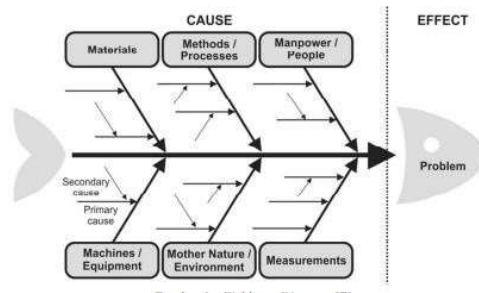 CAUSE
EFFECT
Materials
Methods /
Processes
Manpower /
People
Problem
Secondary
cause
Primary
cause
Machines /
Equipment
Mother Nature /
Environment
Measurements